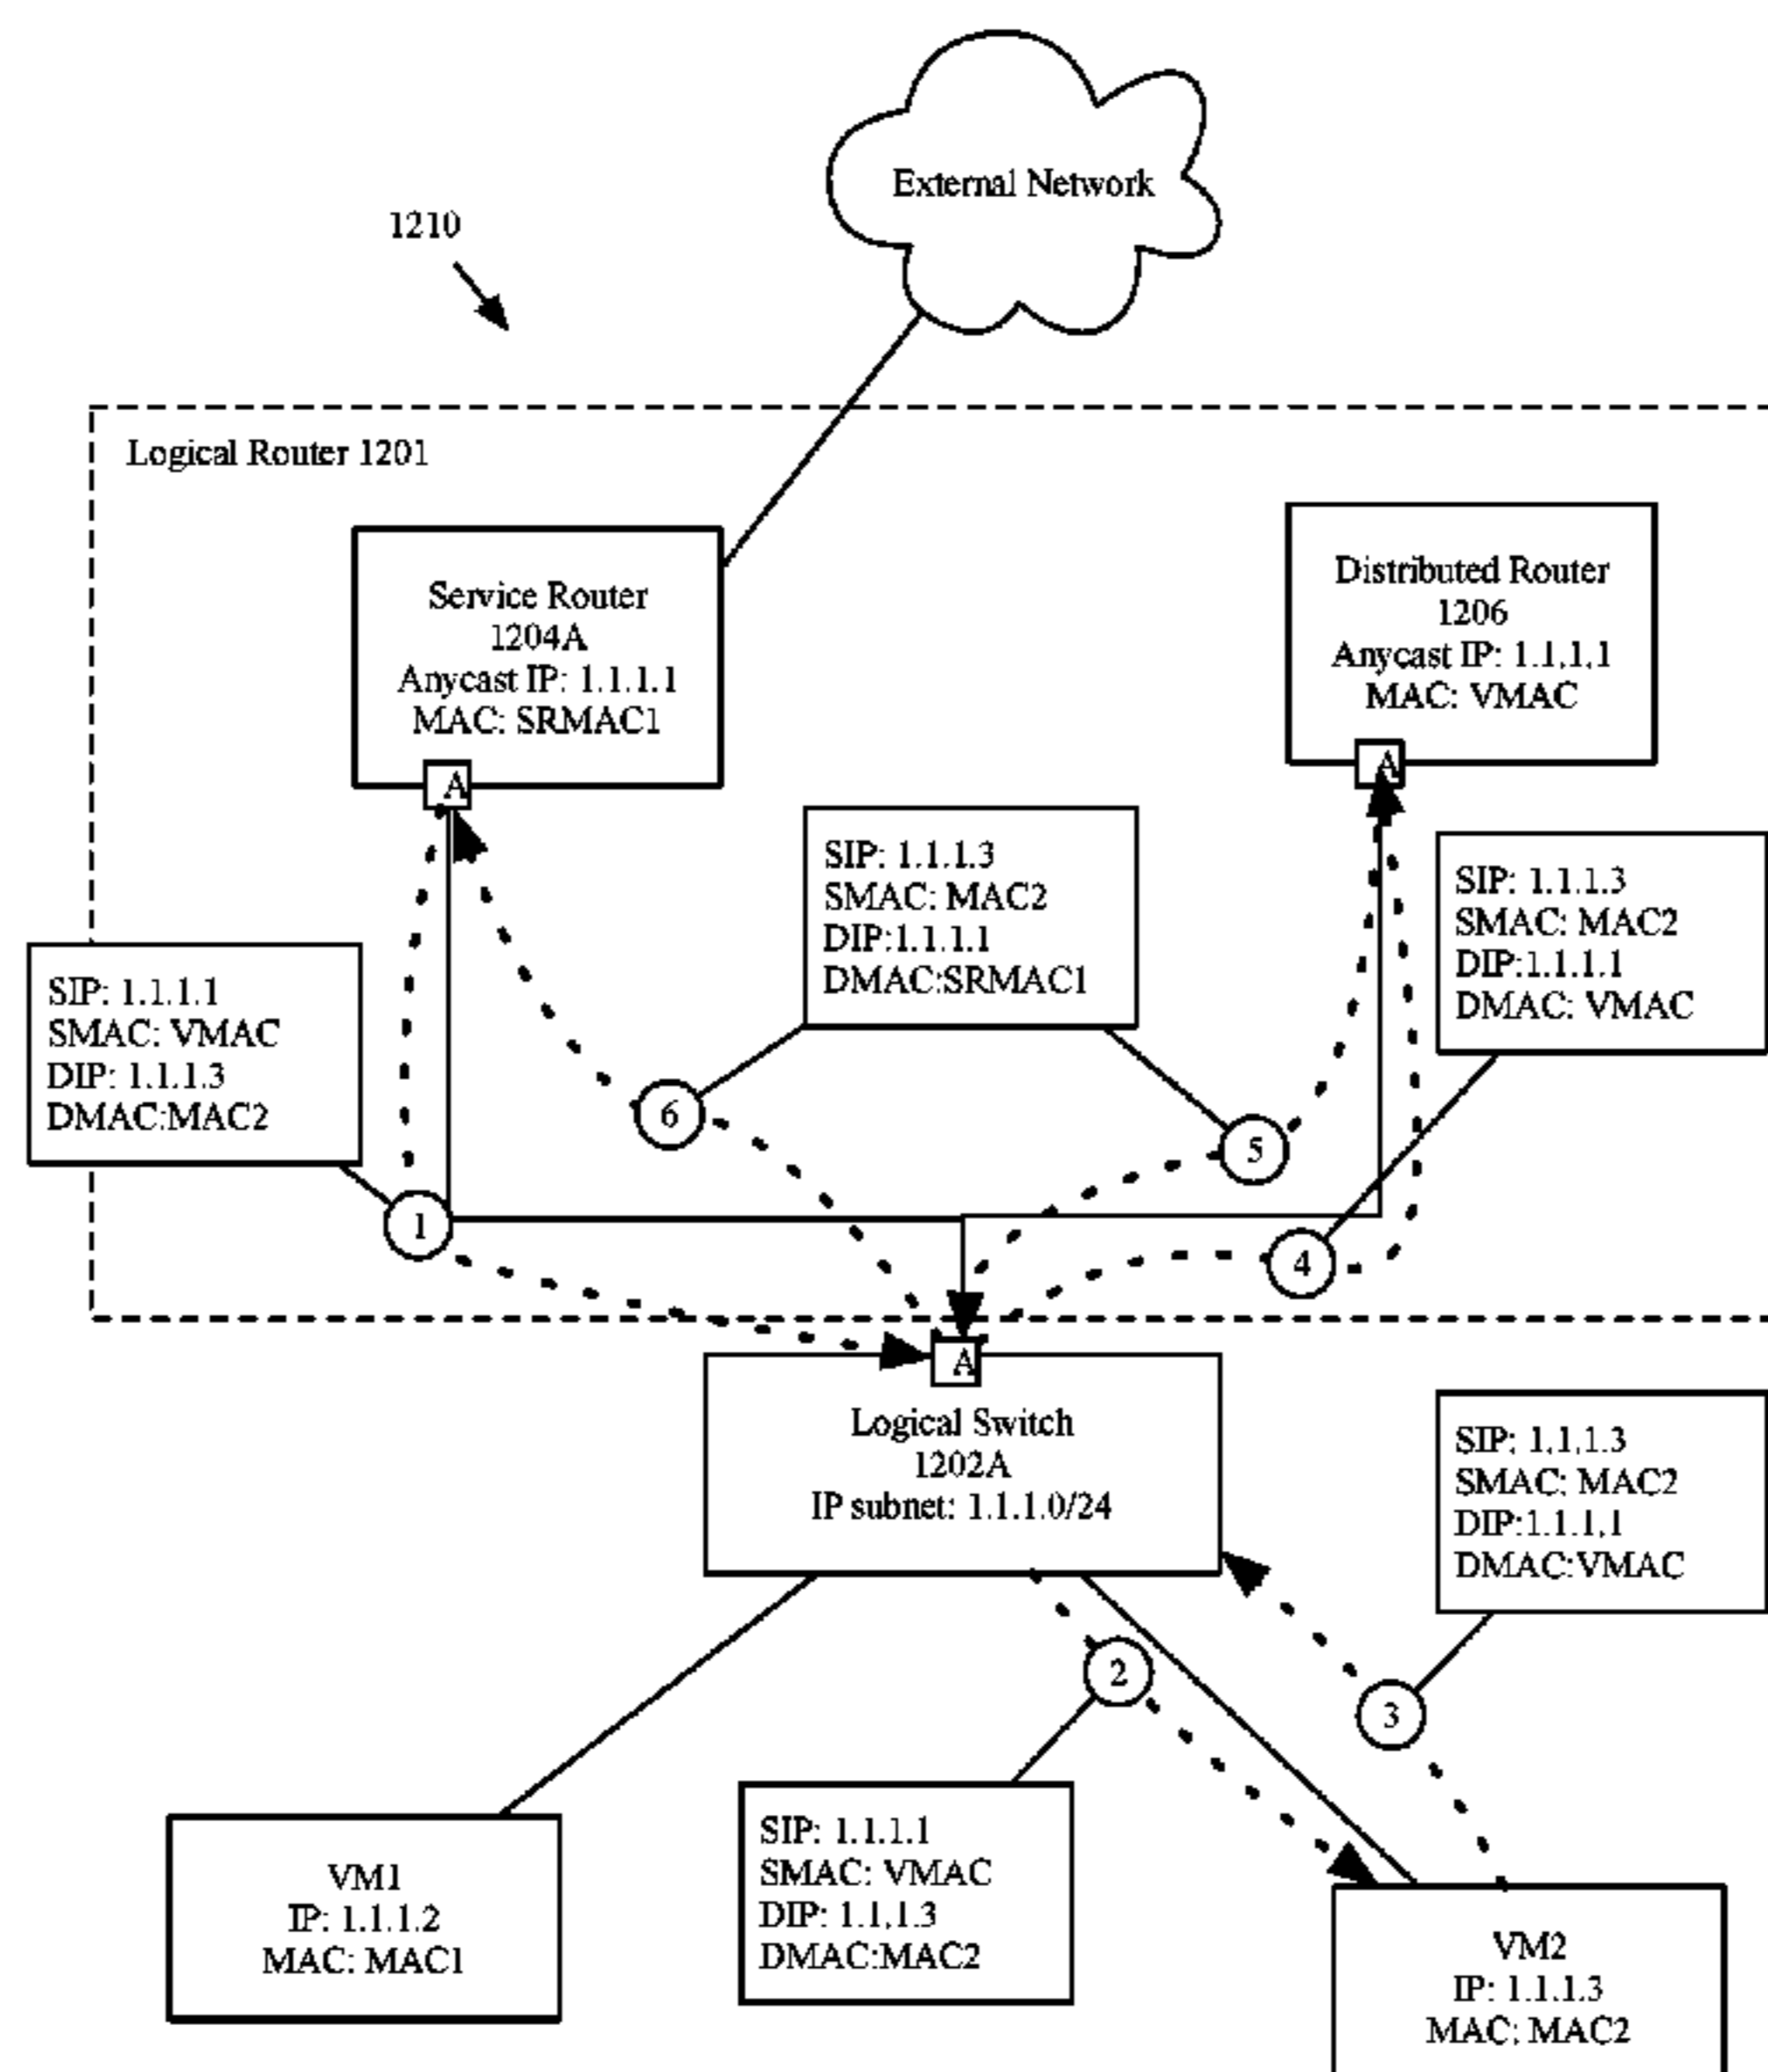 External Network
1210
Logical Router 1201
Service Router
1204A
Anycast IP: 1.1.1.1
MAC: SRMAC1
A
Distributed Router
1206
Anycast IP: 1.1,1,1
MAC: VMAC
A
SIP: 1.1.1.3
SMAC: MAC2
DIP:1.1.1.1
DMAC:SRMAC1
SIP: 1.1.1.3
SMAC: MAC2
DIP:1.1.1.1
DMAC: VMAC
SIP: 1.1.1.1
SMAC: VMAC
DIP: 1.1.1.3
DMAC:MAC2
6
5
1
4
A
Logical Switch
1202A
IP subnet: 1.1.1.0/24
SIP: 1,1,1.3
SMAC: MAC2
DIP:1.1.1,1
DMAC:VMAC
2
3
SIP: 1.1.1.1
SMAC: VMAC
DIP: 1.1,1.3
DMAC:MAC2
VM1
IP: 1.1.1.2
MAC: MAC1
VM2
IP: 1.1.1.3
MAC: MAC2